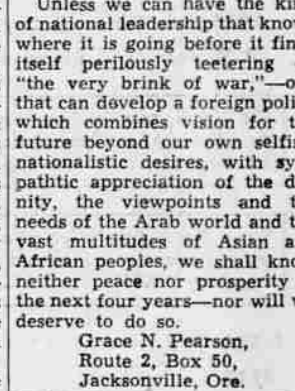 Unless we can have the ki
of national leadership that know
where it is going before it fin
itself perilously teetering
"the very brink of war,"—o
that can develop a foreign poli
which combines vision for t
future beyond our own selfis
nationalistic desires, with sy
pathtic appreciation of the d
nity, the viewpoints and t
needs of the Arab world and t
vast multitudes of Asian a
African peoples, we shall kno
neither peace nor prosperity
the next four years—nor will w
deserve to do so.
Grace N. Pearson,
Route 2, Box 50,
Jacksonville, Ore.